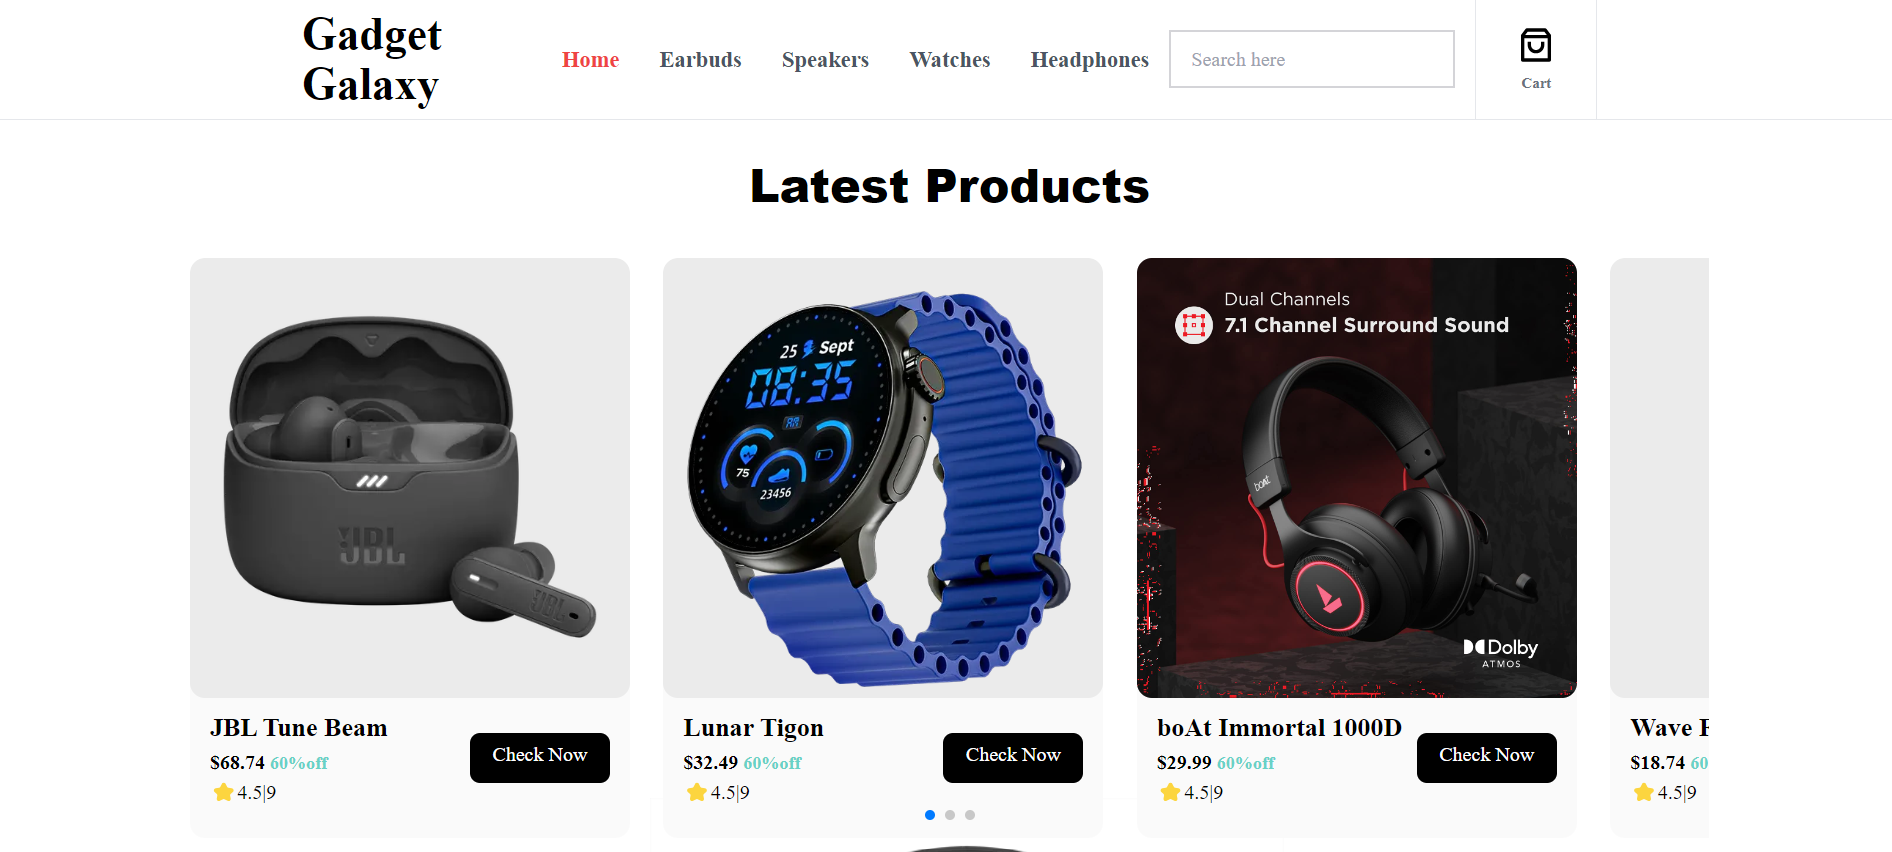 Gadget
Galaxy
Home
Earbuds
Speakers
Watches
Headphones
Search here
Cart
Latest Products
JBL
JBL
25 Sept
08:35
75
23456
Dual Channels
7.1 Channel Surround Sound
boAt
Dolby
ATMOS
JBL Tune Beam
$68.74 60%off
4.5|9
Check Now
Lunar Tigon
$32.49 60%off
4.5|9
Check Now
boAt Immortal 1000D
$29.99 60%off
4.5|9
Check Now
Wave
$18.74 60
4.5|9